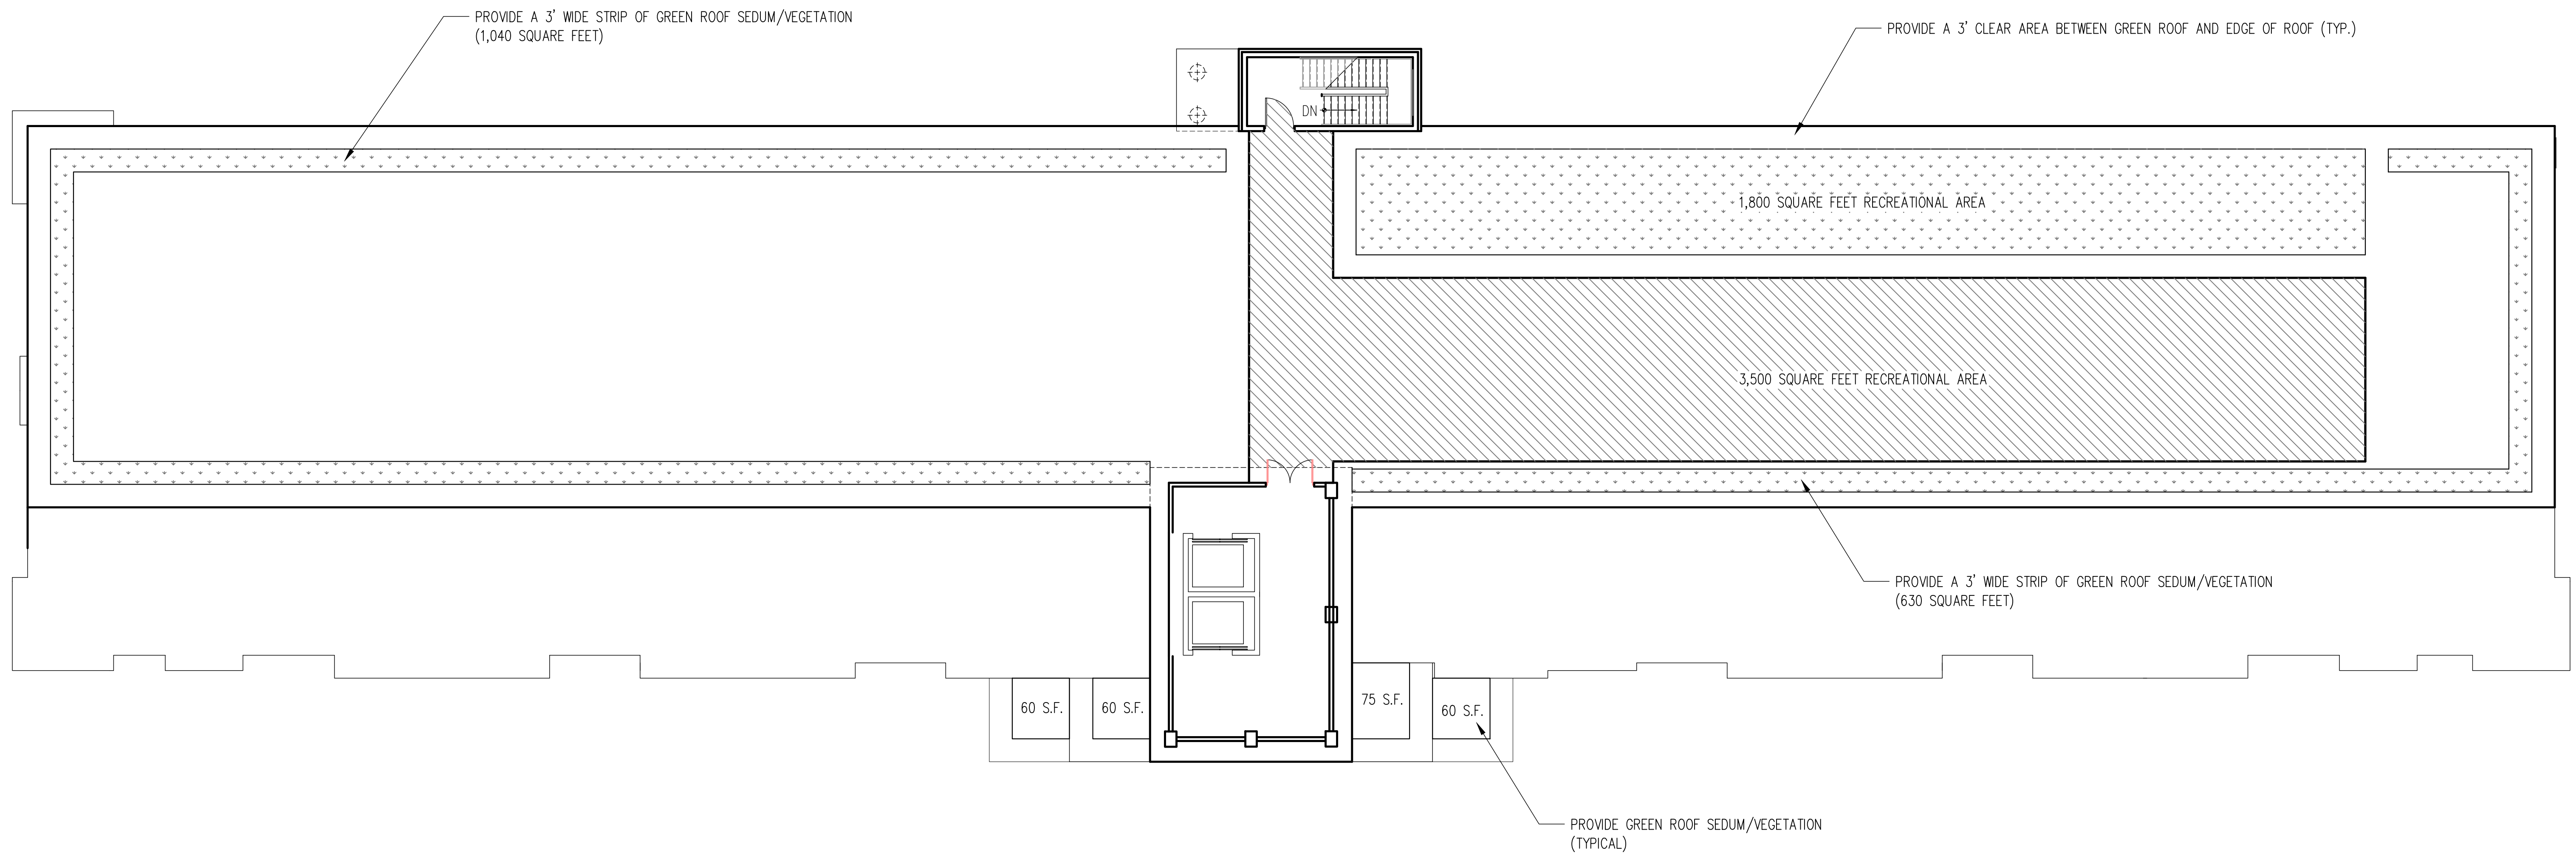 PROVIDE A 3' WIDE STRIP OF GREEN ROOF SEDUM/VEGETATION
(1,040 SQUARE FEET)
PROVIDE A 3' CLEAR AREA BETWEEN GREEN ROOF AND EDGE OF ROOF (TYP.)
DN
1,800 SQUARE FEET RECREATIONAL AREA
3,500 SQUARE FEET RECREATIONAL AREA
PROVIDE A 3' WIDE STRIP OF GREEN ROOF SEDUM/VEGETATION
(630 SQUARE FEET)
60 S.F.
60 S.F.
75 S.F.
60 S.F.
PROVIDE GREEN ROOF SEDUM/VEGETATION
(TYPICAL)